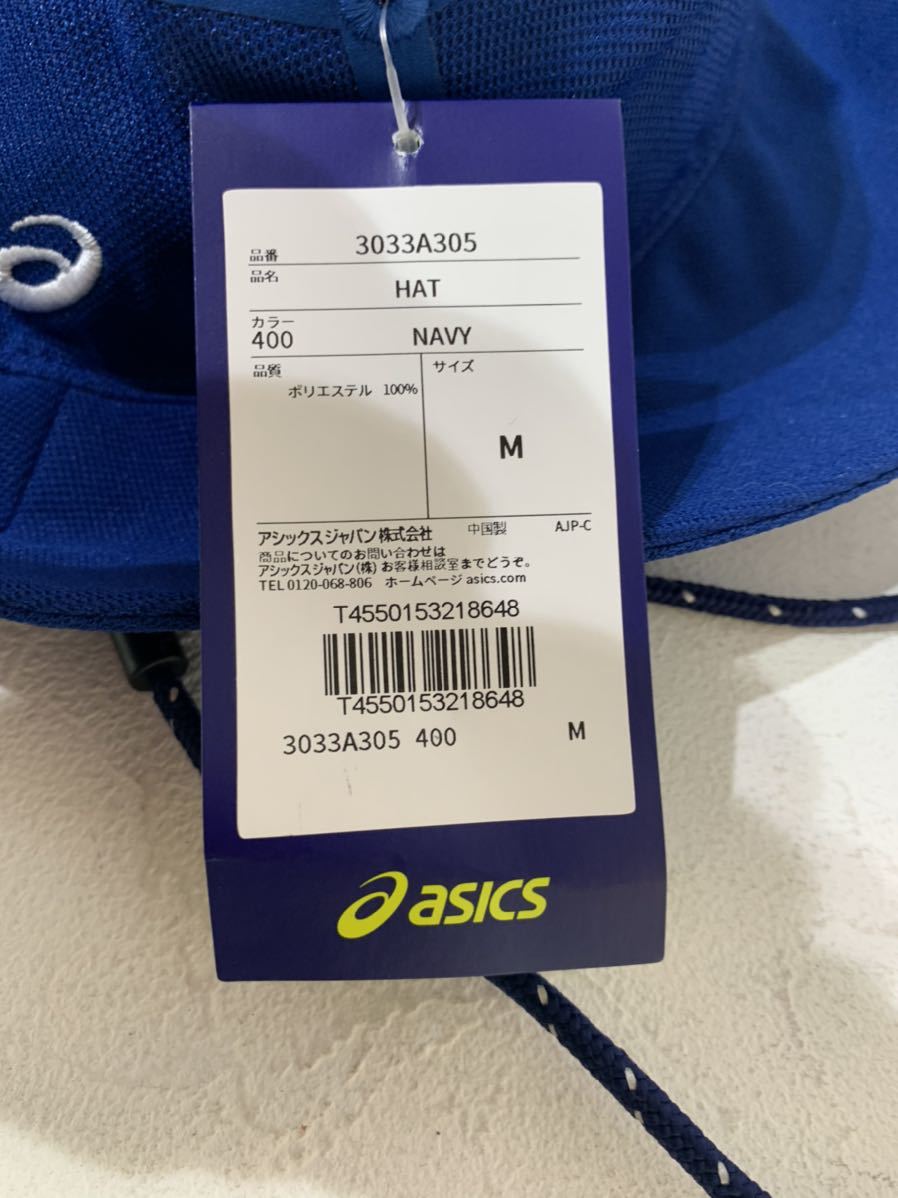 品番 3033A305
品名
HAT
カラー
400 NAVY
品質 サイズ
ポリエステル 100%
M
アシックスジャパン株式会社 中国製 AJP-C
商品についてのお問い合わせは
アシックスジャパン(株) お客様相談室までどうぞ。
TEL 0120-068-806 ホームページ asics.com
T4550153218648
T4550153218648
3033A305 400 M
asics